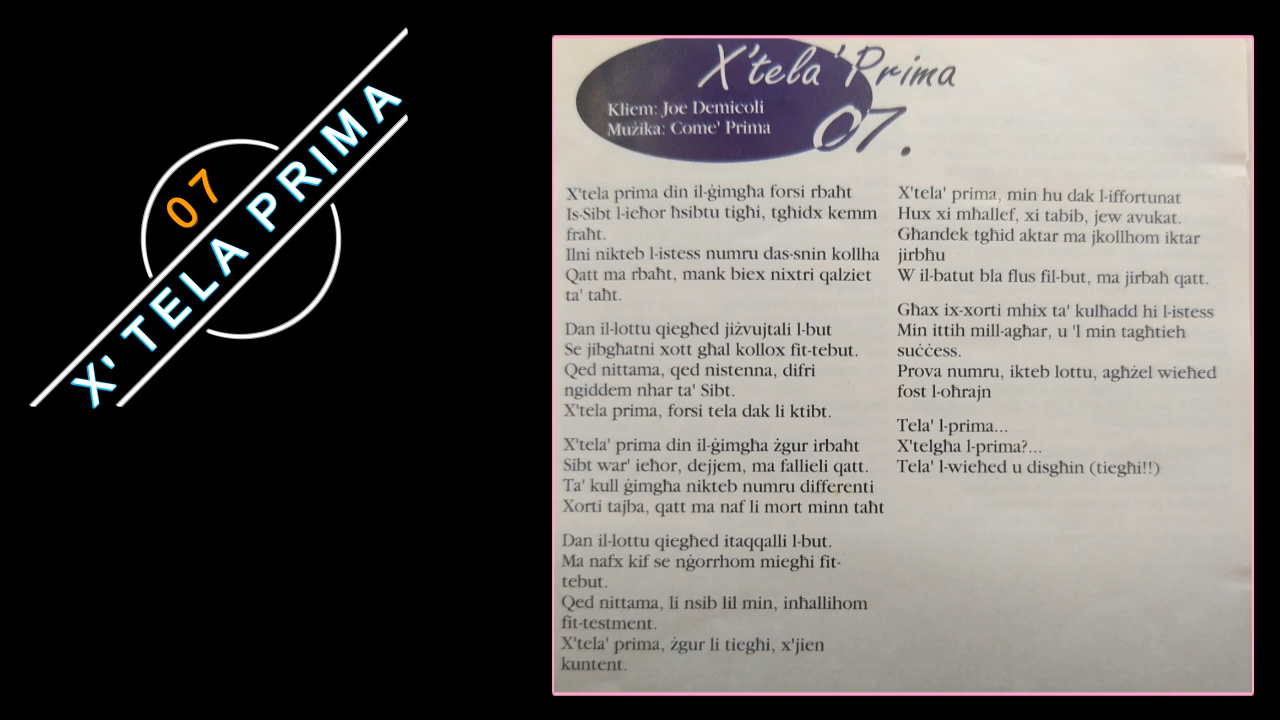 07
X' TELA PRIMA
X'tela' Prima
Kliem: Joe Demicoli
Mużika: Come' Prima
07.
X'tela prima din il-ġimgħa forsi rbaħt
Is-Sibt l-ieħor ħsibtu tigħi, tgħidx kemm
fraħt.
Ilni nikteb l-istess numru das-snin kollha
Qatt ma rbaħt, mank biex nixtri qalziet
ta' taħt.
Dan il-lottu qiegħed jiżvujtali l-but
Se jibgħatni xott għal kollox fit-tebut.
Qed nittama, qed nistenna, difri
ngiddem nhar ta' Sibt.
X'tela prima, forsi tela dak li ktibt.
X'tela' prima din il-ġimgħa żgur irbaħt
Sibt war' ieħor, dejjem, ma fallieli qatt.
Ta' kull ġimgħa nikteb numru differenti
Xorti tajba, qatt ma naf li mort minn taħt
Dan il-lottu qiegħed itaqqalli l-but.
Ma nafx kif se nġorrhom miegħi fit-
tebut.
Qed nittama, li nsib lil min, inħallihom
fit-testment.
X'tela' prima, żgur li tiegħi, x'jien
kuntent.
X'tela' prima, min hu dak l-iffortunat
Hux xi mħallef, xi tabib, jew avukat.
Għandek tgħid aktar ma jkollhom iktar
jirbħu
W il-batut bla flus fil-but, ma jirbaħ qatt.
Għax ix-xorti mhix ta' kulħadd hi l-istess
Min ittih mill-agħar, u 'l min tagħtieh
suċċess.
Prova numru, ikteb lottu, agħżel wieħed
fost l-oħrajn
Tela' l-prima...
X'telgħa l-prima?...
Tela' l-wieħed u disgħin (tiegħi!!)